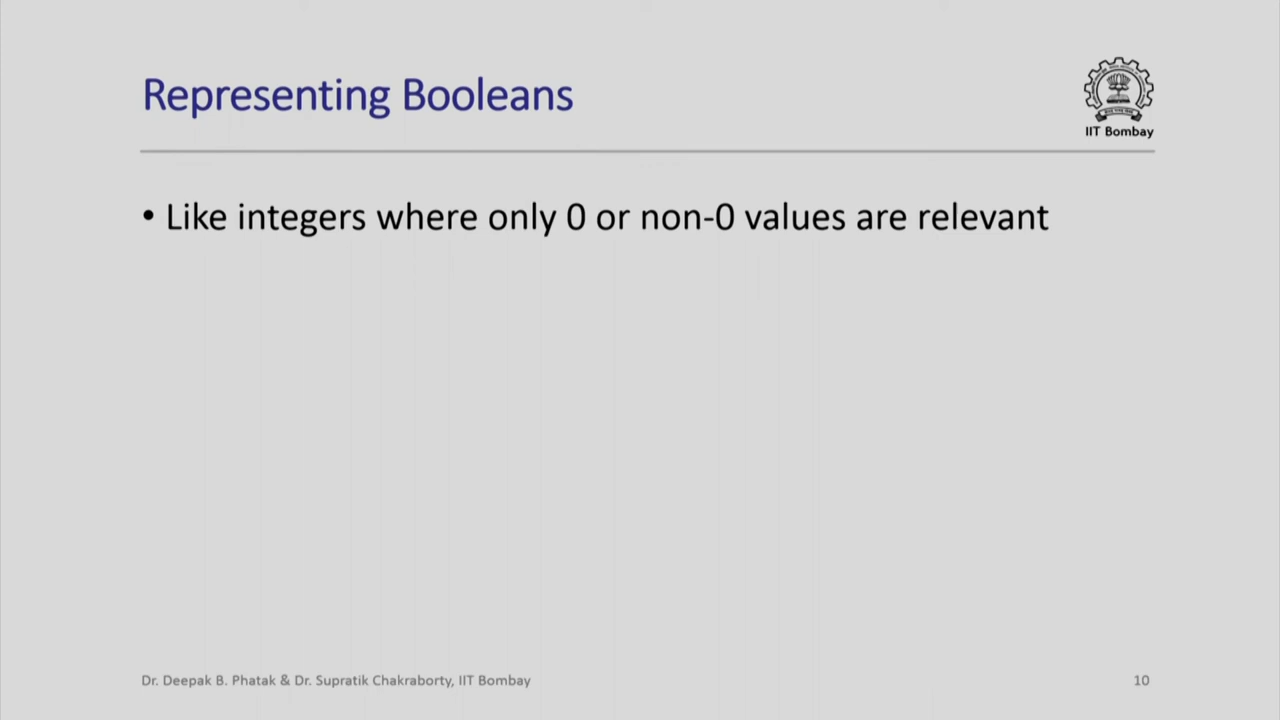 Representing Booleans
IIT Bombay
• Like integers where only 0 or non-0 values are relevant
Dr. Deepak B. Phatak & Dr. Supratik Chakraborty, IIT Bombay
10